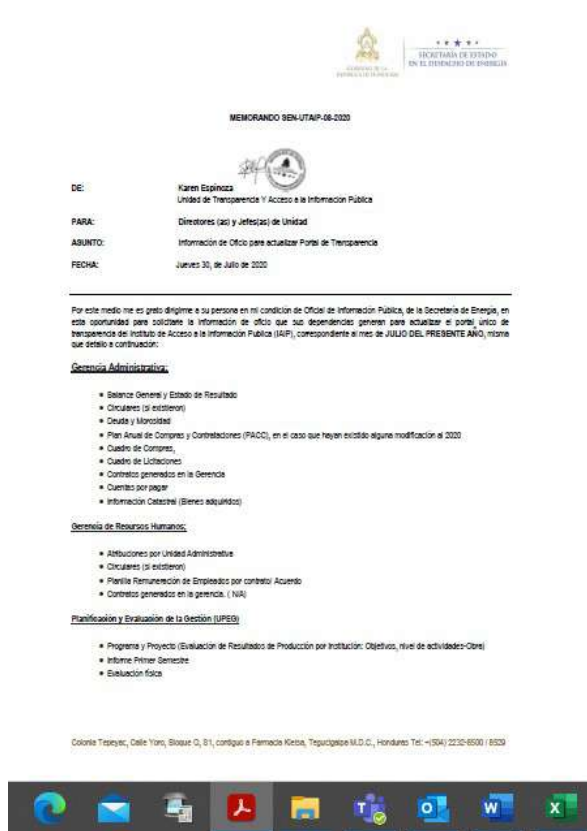 GOBIERNO DE LA
REPÚBLICA DE HONDURAS
SECRETARÍA DE ESTADO
EN EL DESPACHO DE ENERGÍA
MEMORANDO SEN-UTAIP-08-2020
DE:
Karen Espinoza
Unidad de Transparencia Y Acceso a la Informacion Pública
PARA:
Directores (as) y Jefes(as) de Unidad
ASUNTO:
Información de Oficio para actualizar Portal de Transparencia
FECHA:
Jueves 30, de Julio de 2020
Por este medio me es grato dirigirme a su persona en mi condicion de Oficial de Información Pública, de la Secretaria de Energía, en
esta oportunidad para solicitarle la información de oficio que sus dependencias generan para actualizar el portal único de
transparencia del Instituto de Acceso a la Información Publica (IAIP), correspondiente al mes de JULIO DEL PRESENTE AÑO, misma
que detallo a continuación:
Gerencia Administrativa:
Balance General y Estado de Resultado
Circulares (si existieron)
Deuda y Morosidad
Plan Anual de Compras y Contrataciones (PACC), en el caso que hayan existido alguna modificación al 2020
Cuadro de Compras,
Cuadro de Licitaciones
Contratos generados en la Gerencia
Cuentas por pagar
Información Catastral (Bienes adquiridos)
Gerencia de Recursos Humanos:
Atribuciones por Unidad Administrativa
Circulares (si existieron)
Planilla Remuneración de Empleados por contrato/ Acuerdo
Contratos generados en la gerencia. ( N/A)
Planificación y Evaluación de la Gestión (UPEG)
Programa y Proyecto (Evaluación de Resultados de Producción por Institución: Objetivos, nivel de actividades-Obra)
Informe Primer Semestre
Evaluación física
Colonia Tepeyac, Calle Yoro, Bloque Q, S1, contiguo a Farmacia Kielsa, Tegucigalpa M.D.C., Honduras Tel: +(504) 2232-8500 / 8529